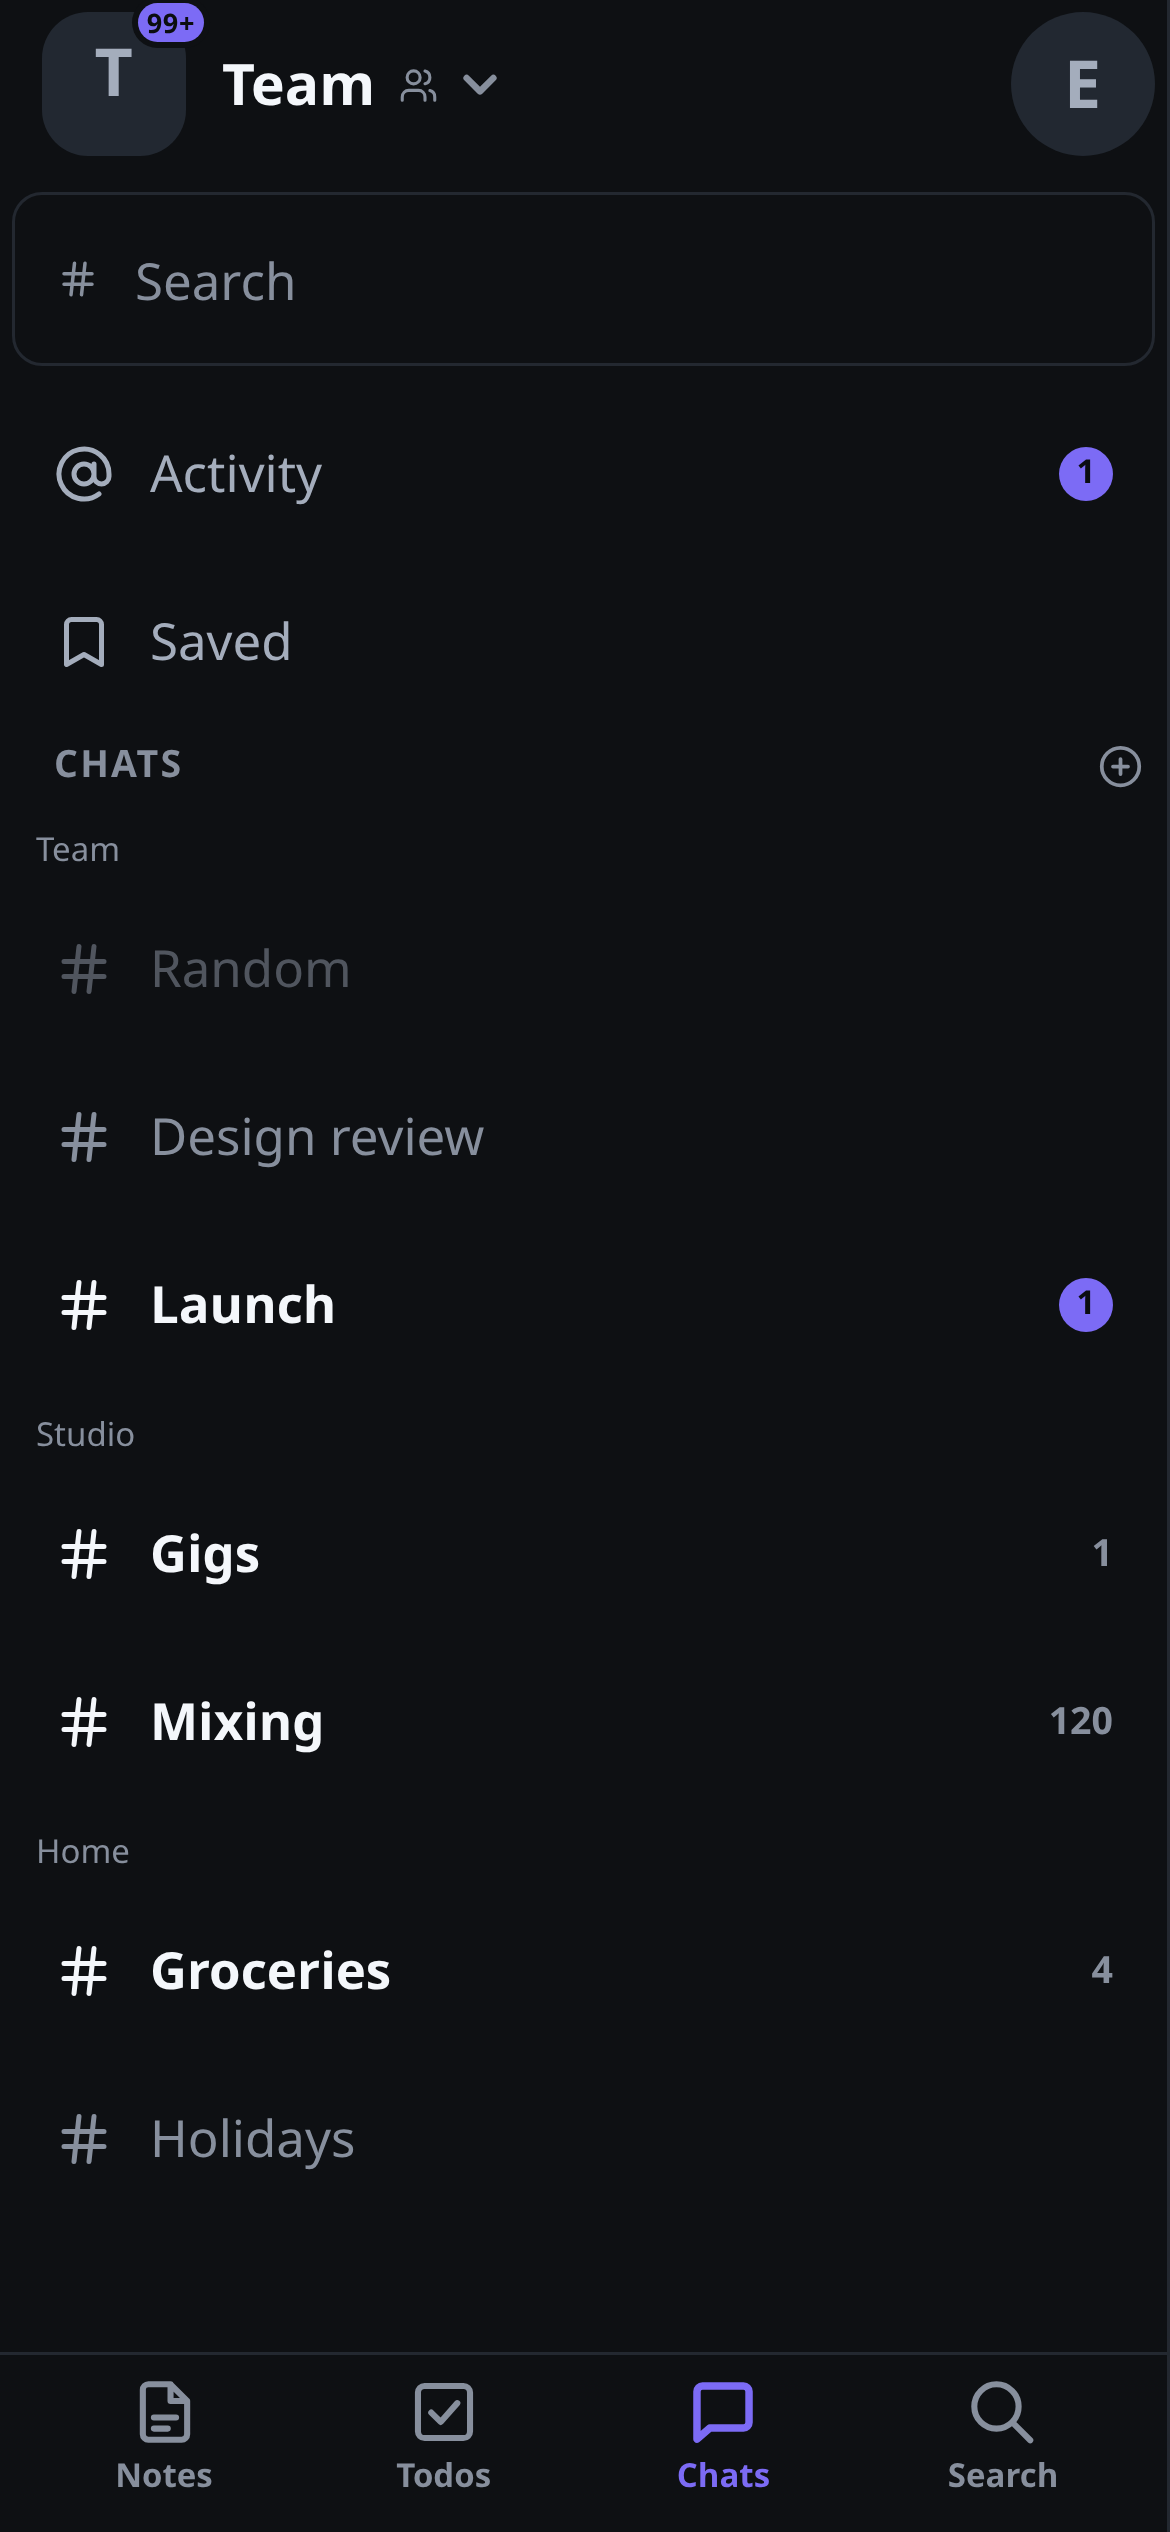 T
99+
Team
E
# Search
Activity 1
Saved
CHATS
Team
# Random
# Design review
# Launch 1
Studio
# Gigs 1
# Mixing 120
Home
# Groceries 4
# Holidays
Notes Todos Chats Search